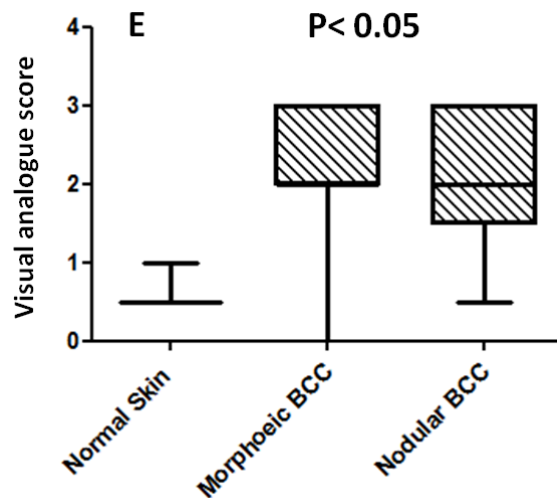 E
P< 0.05
Visual analogue score
4
3
2
1
0
Normal Skin
Morphoeic BCC
Nodular BCC